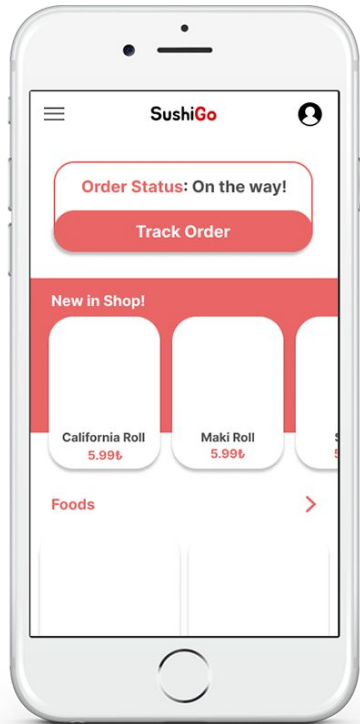 SushiGo
Order Status: On the way!
Track Order
New in Shop!
California Roll
5.99₺
Maki Roll
5.99₺
Foods